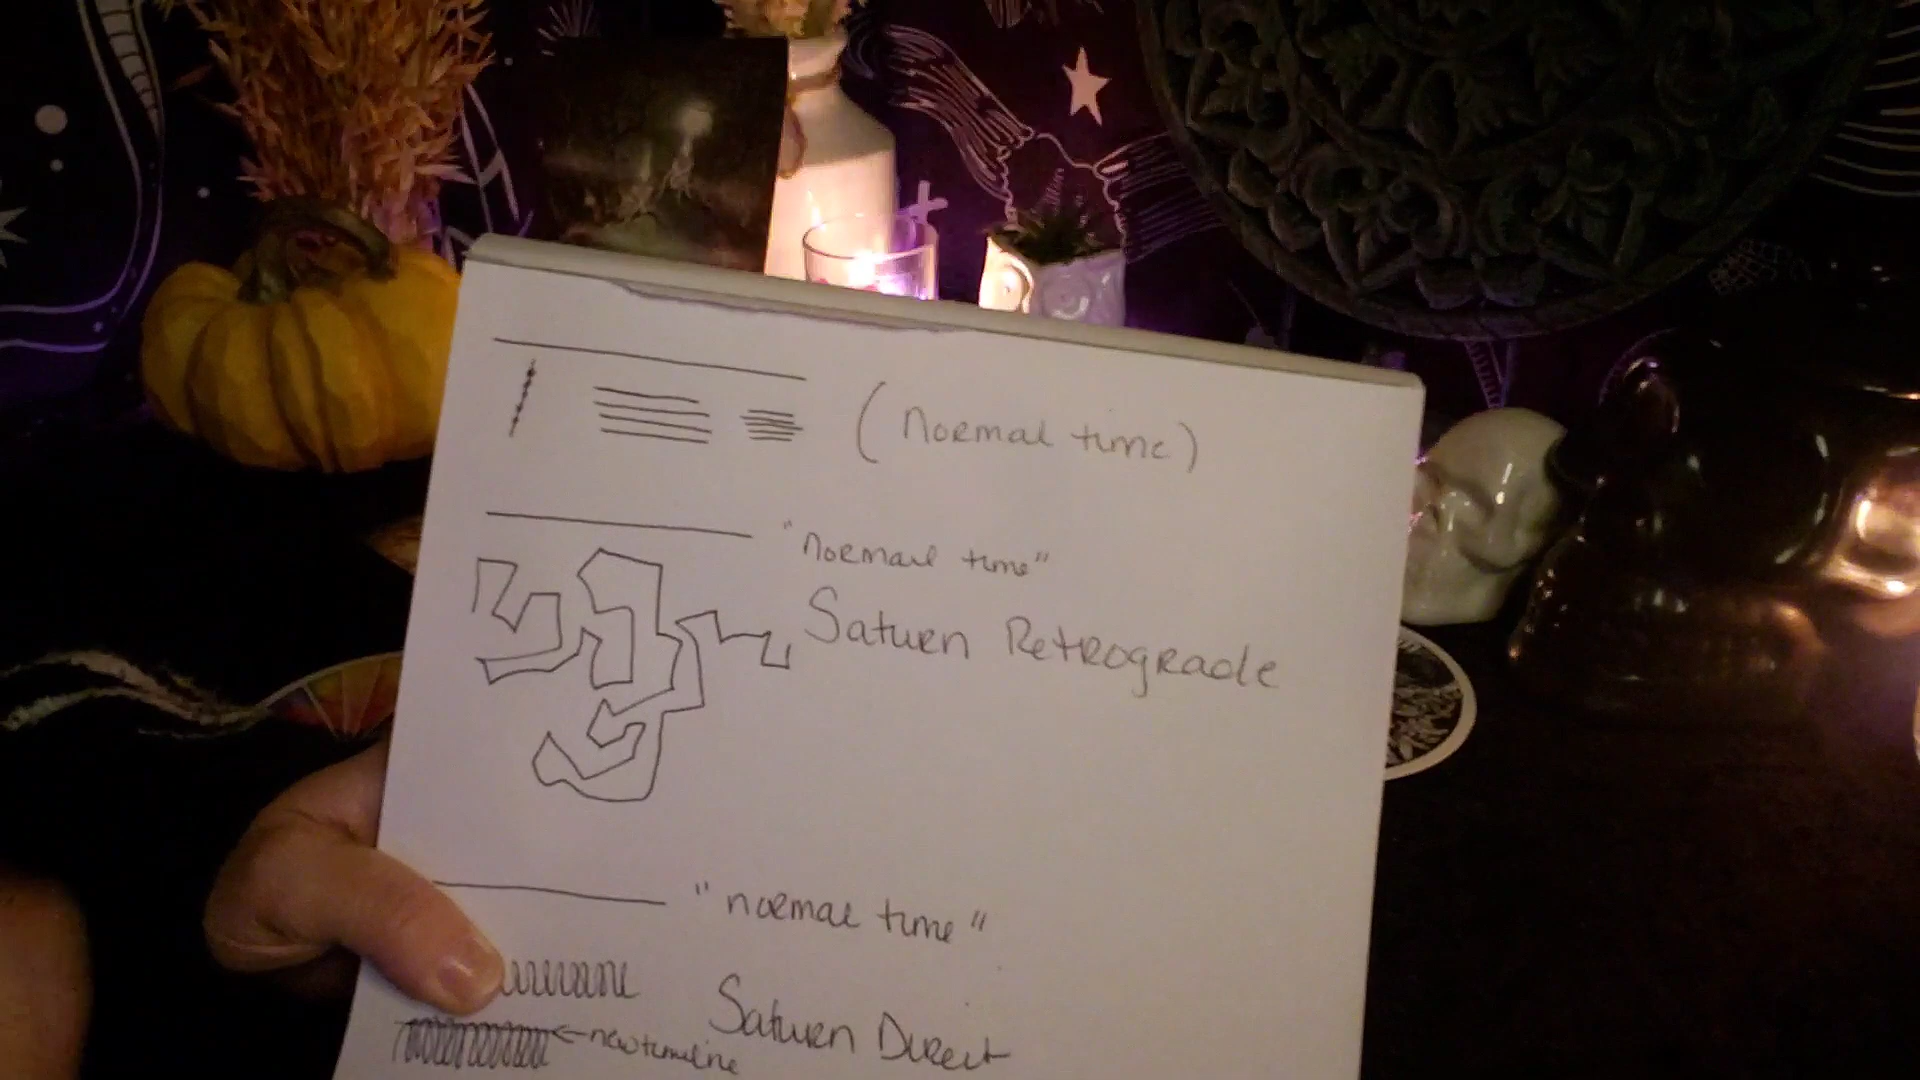 (Normal time)
"normal time"
Saturn Retrograde
"normal time"
Saturn Direct
←new timeline